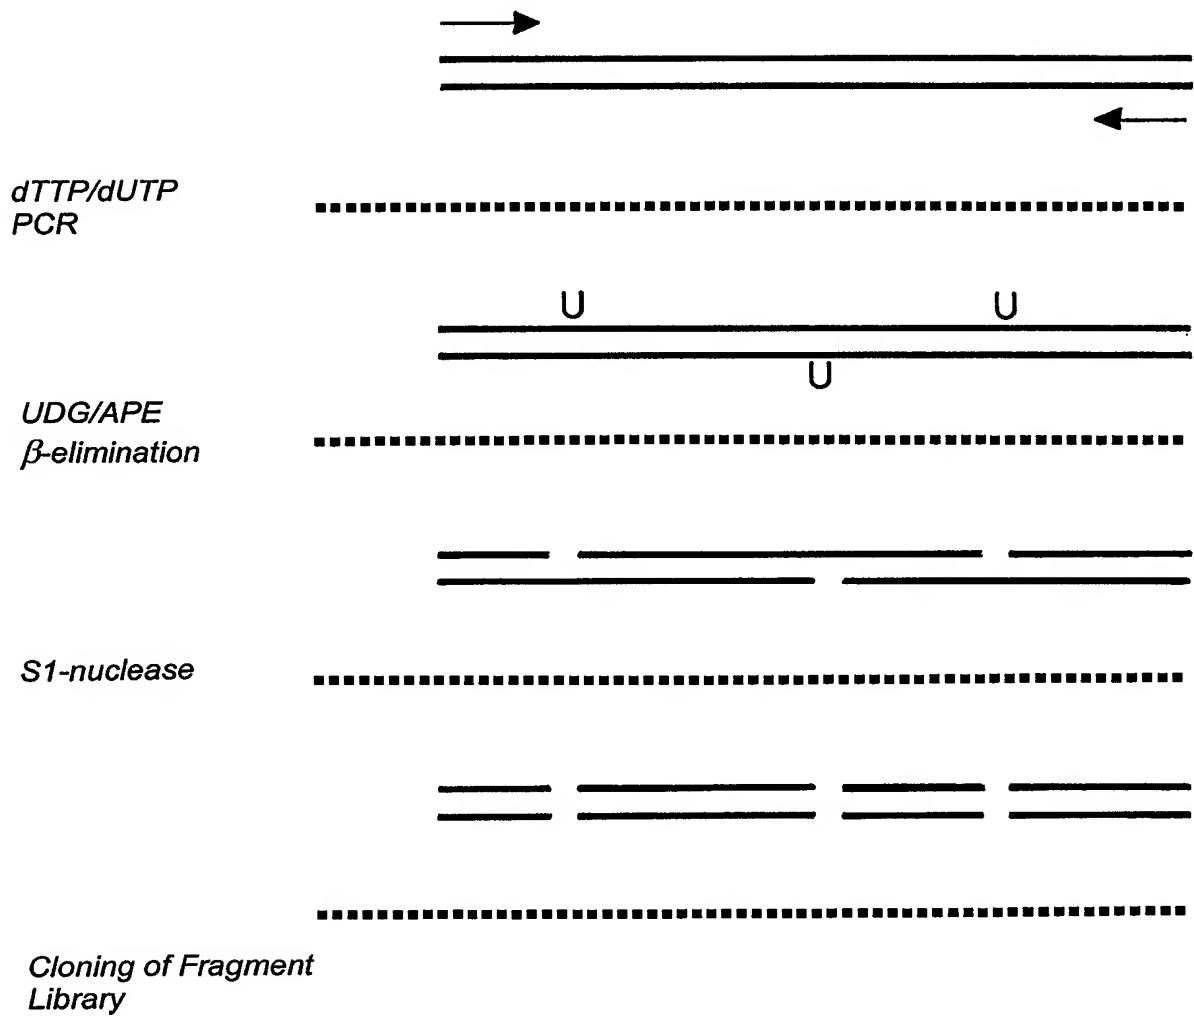 dTTP/dUTP
PCR
U
U
U
UDG/APE
β-elimination
S1-nuclease
Cloning of Fragment
Library